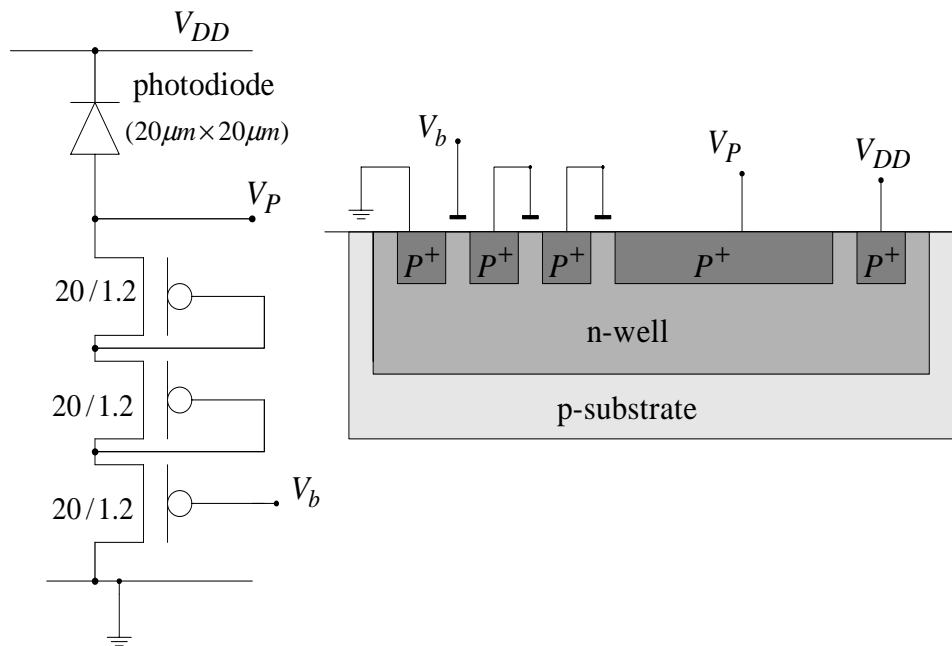 V_DD
photodiode
(20μm×20μm)
V_P
20/1.2
20/1.2
20/1.2
V_b
V_b
V_P
V_DD
P⁺ P⁺ P⁺ P⁺ P⁺
n-well
p-substrate